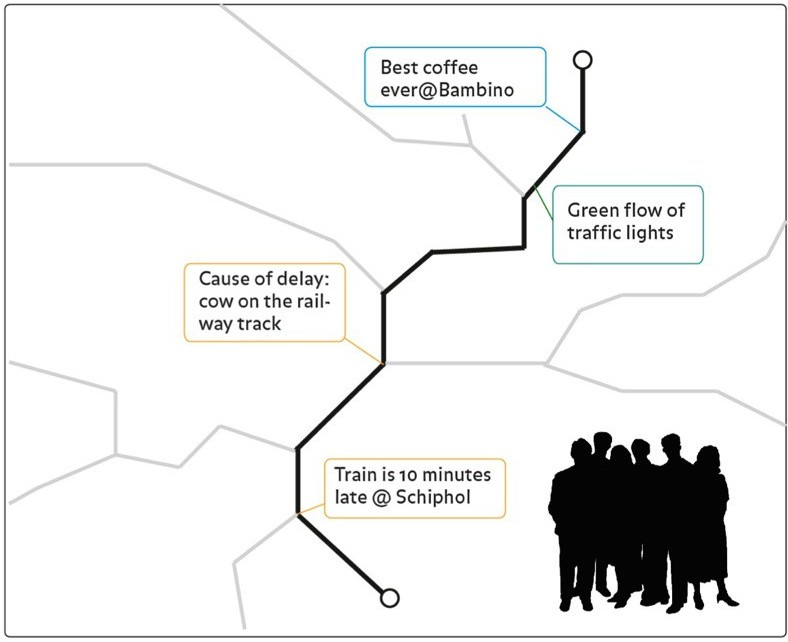 Best coffee
ever@Bambino
Green flow of
traffic lights
Cause of delay:
cow on the rail-
way track
Train is 10 minutes
late @ Schiphol